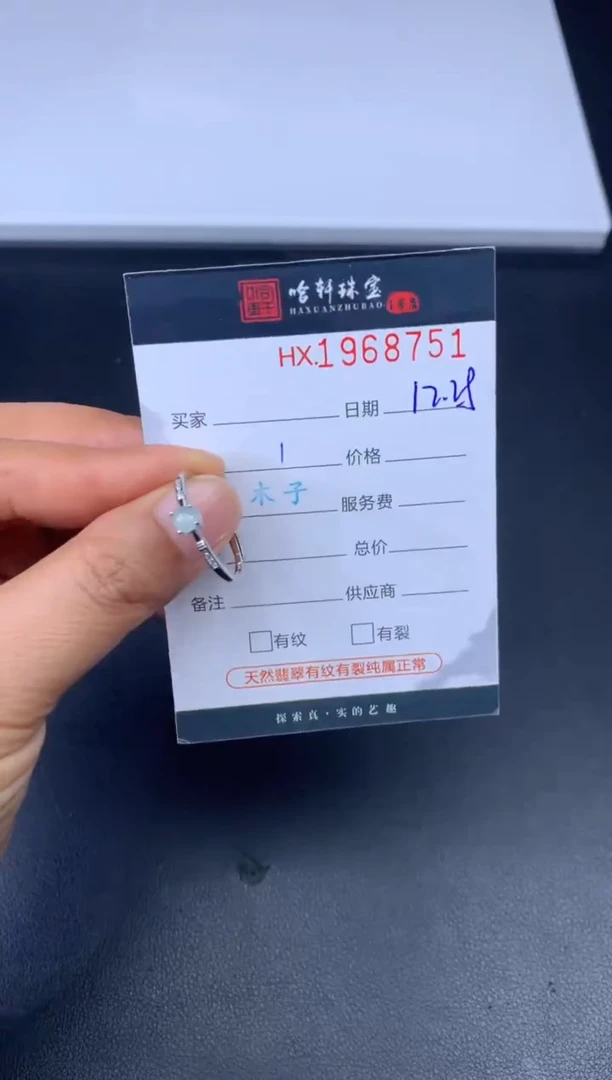 哈轩珠宝
HAXUANZHUBAO
HX.1968751
买家 日期 12.28
1 价格
木子 服务费
总价
备注 供应商
有纹 有裂
天然翡翠有纹有裂纯属正常
探索真·实的艺趣